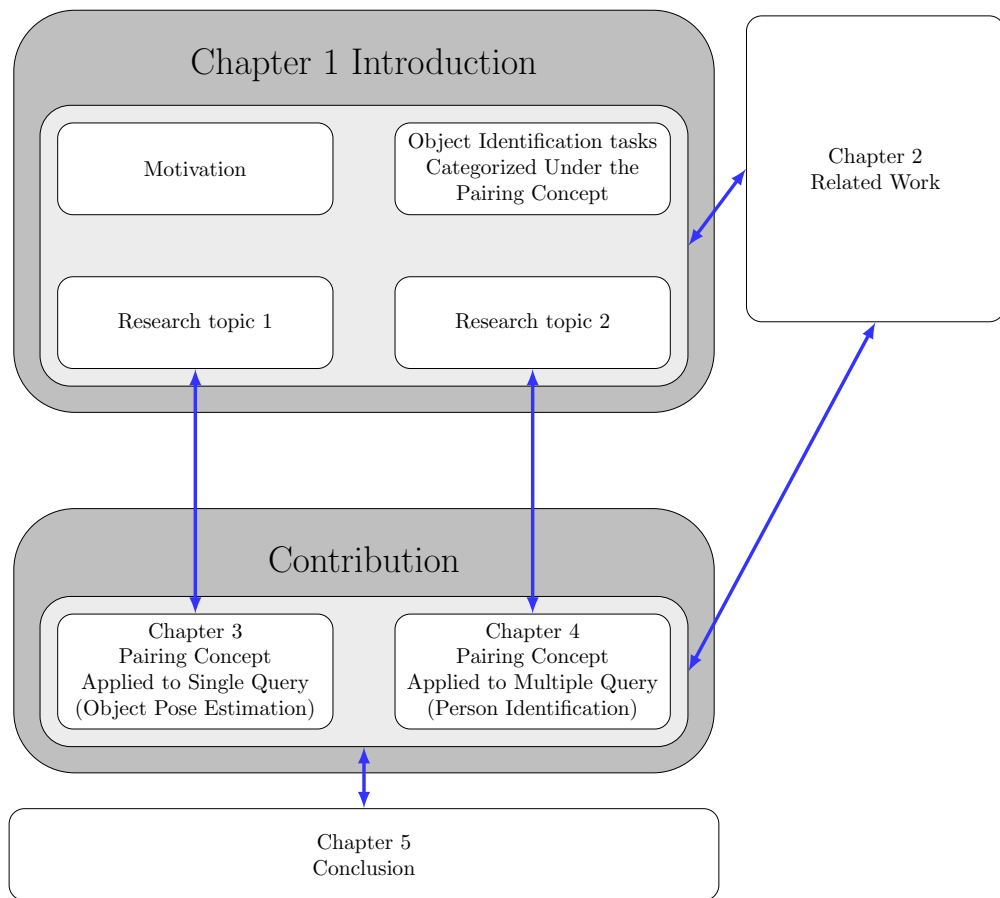 Chapter 1 Introduction
Motivation
Object Identification tasks
Categorized Under the
Pairing Concept
Chapter 2
Related Work
Research topic 1
Research topic 2
Contribution
Chapter 3
Pairing Concept
Applied to Single Query
(Object Pose Estimation)
Chapter 4
Pairing Concept
Applied to Multiple Query
(Person Identification)
Chapter 5
Conclusion